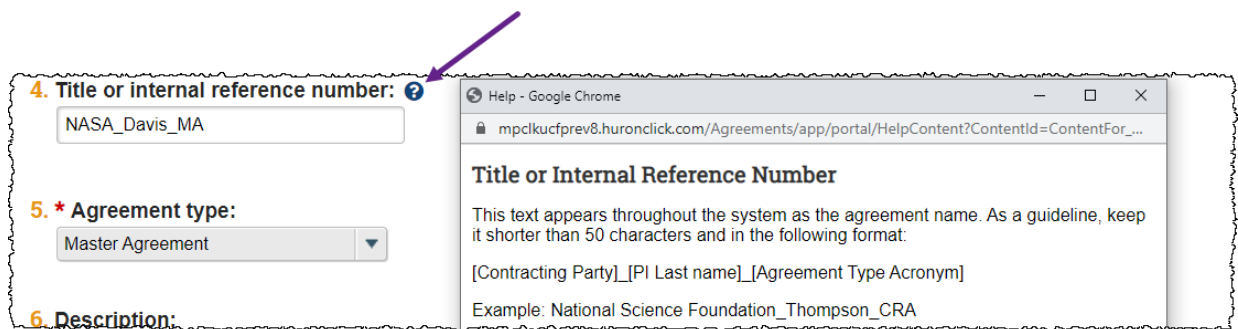 4. Title or internal reference number: ?
NASA_Davis_MA
5. * Agreement type:
Master Agreement
6. Description:
Help - Google Chrome
mpclkucfprev8.huronclick.com/Agreements/app/portal/HelpContent?ContentId=ContentFor_...
Title or Internal Reference Number
This text appears throughout the system as the agreement name. As a guideline, keep
it shorter than 50 characters and in the following format:
[Contracting Party]_[PI Last name]_[Agreement Type Acronym]
Example: National Science Foundation_Thompson_CRA